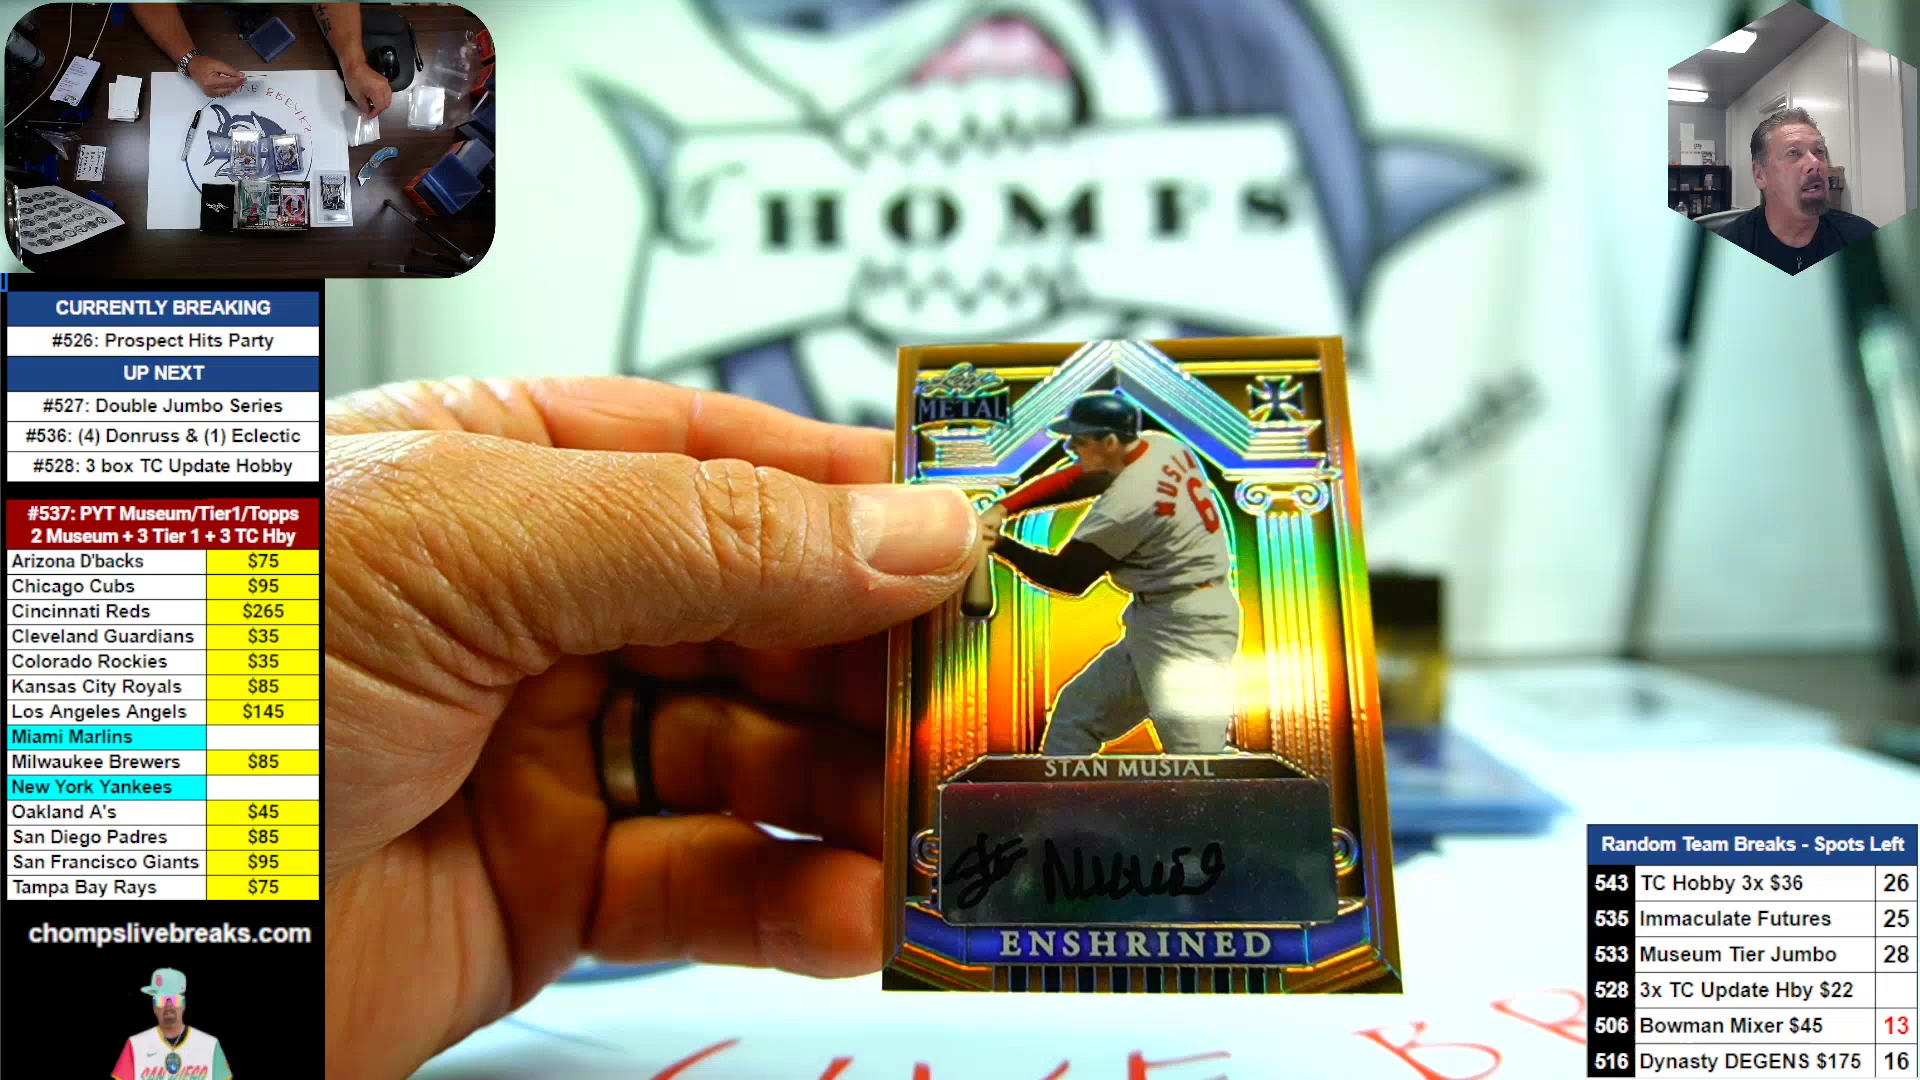 CURRENTLY BREAKING
#526: Prospect Hits Party
UP NEXT
#527: Double Jumbo Series
#536: (4) Donruss & (1) Eclectic
#528: 3 box TC Update Hobby
#537: PYT Museum/Tier1/Topps
2 Museum + 3 Tier 1 + 3 TC Hby
Arizona D'backs $75
Chicago Cubs $95
Cincinnati Reds $265
Cleveland Guardians $35
Colorado Rockies $35
Kansas City Royals $85
Los Angeles Angels $145
Miami Marlins
Milwaukee Brewers $85
New York Yankees
Oakland A's $45
San Diego Padres $85
San Francisco Giants $95
Tampa Bay Rays $75
chompslivebreaks.com
CHOMPS
Leaf
METAL
MUSIAL
6
STAN MUSIAL
ENSHRINED
Random Team Breaks - Spots Left
543 TC Hobby 3x $36 26
535 Immaculate Futures 25
533 Museum Tier Jumbo 28
528 3x TC Update Hby $22
506 Bowman Mixer $45 13
516 Dynasty DEGENS $175 16